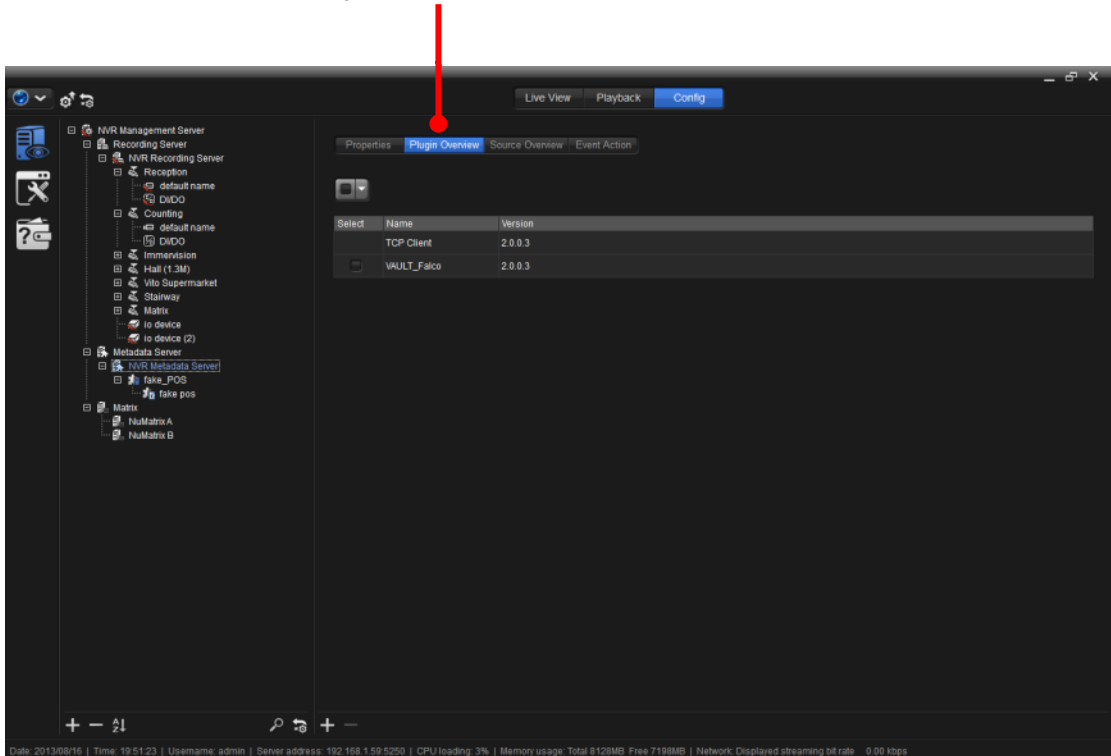 Live View Playback Config
NVR Management Server
Recording Server
NVR Recording Server
Reception
default name
DI/DO
Counting
default name
DI/DO
Immervision
Hall (1.3M)
Vito Supermarket
Stairway
Matrix
io device
io device (2)
Metadata Server
NVR Metadata Server
fake_POS
fake pos
Matrix
NuMatrix A
NuMatrix B
Properties Plugin Overview Source Overview Event Action
Select Name Version
TCP Client 2.0.0.3
VAULT_Falco 2.0.0.3
Date: 2013/08/16 | Time: 19:51:23 | Username: admin | Server address: 192.168.1.59:5250 | CPU loading: 3% | Memory usage: Total 8128MB Free 7198MB | Network: Displayed streaming bit rate 0.00 kbps